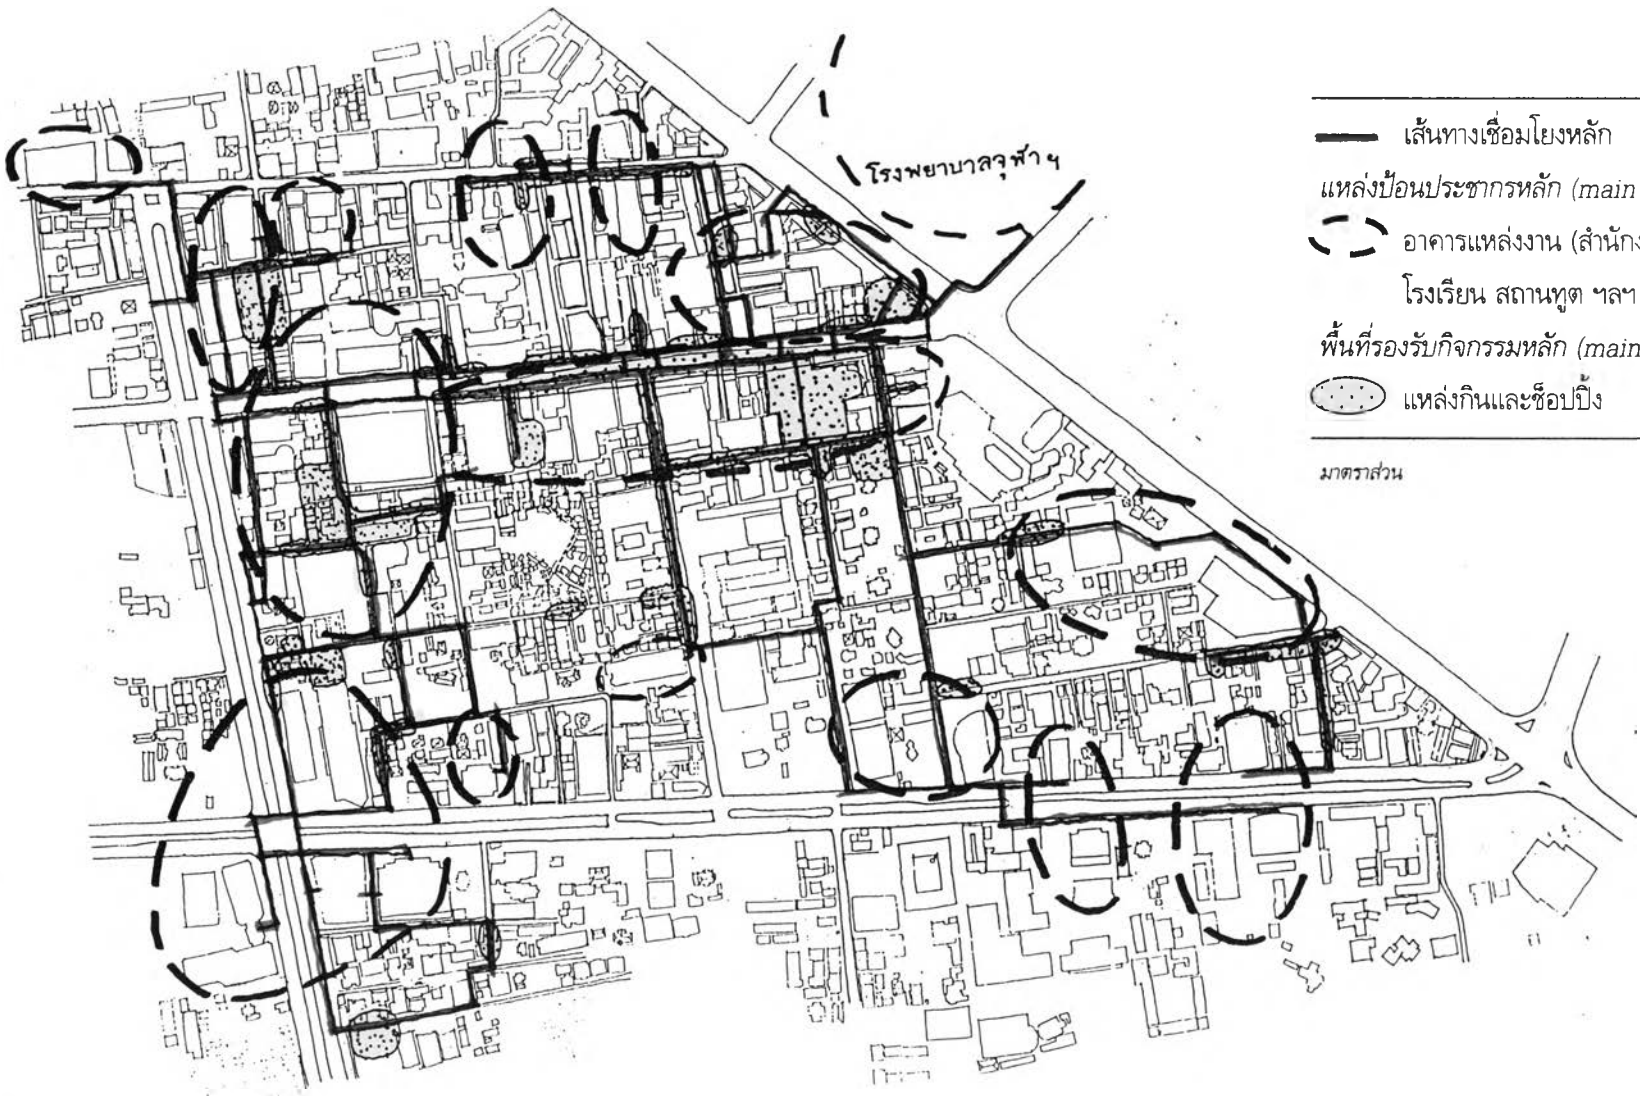 โรงพยาบาลจุฬาฯ
เส้นทางเชื่อมโยงหลัก
แหล่งป้อนประชากรหลัก (main
อาคารแหล่งงาน (สำนักง
โรงเรียน สถานทูต ฯลฯ
พื้นที่รองรับกิจกรรมหลัก (main
แหล่งกินและช็อปปิ้ง
มาตราส่วน